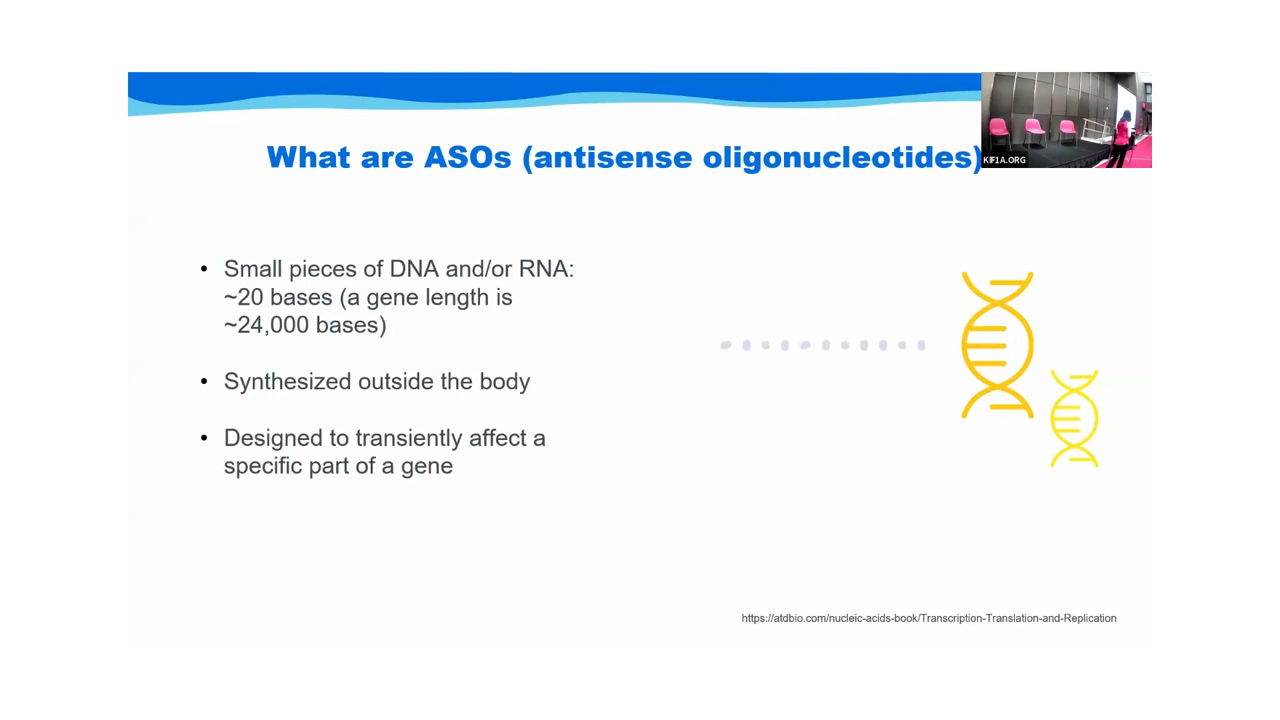 What are ASOs (antisense oligonucleotides)
KIF1A.ORG
• Small pieces of DNA and/or RNA:
~20 bases (a gene length is
~24,000 bases)
• Synthesized outside the body
• Designed to transiently affect a
specific part of a gene
https://atdbio.com/nucleic-acids-book/Transcription-Translation-and-Replication